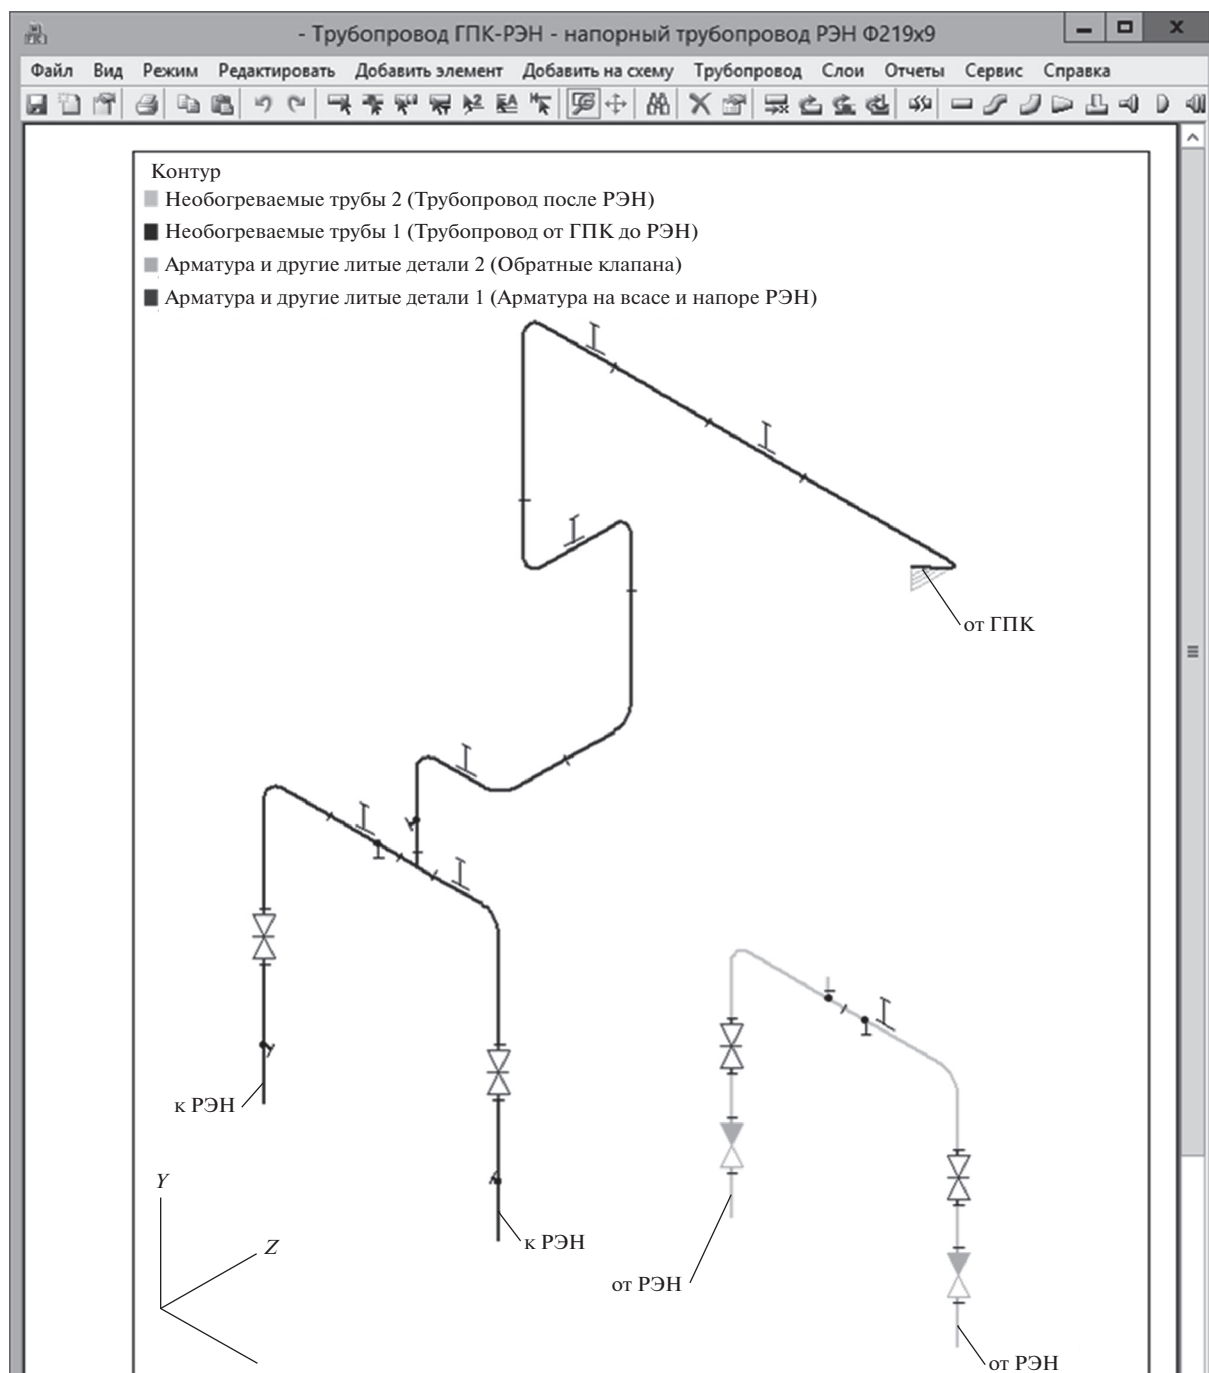 - Трубопровод ГПК-РЭН - напорный трубопровод РЭН Ф219х9
Файл Вид Режим Редактировать Добавить элемент Добавить на схему Трубопровод Слои Отчеты Сервис Справка
Контур
Необогреваемые трубы 2 (Трубопровод после РЭН)
Необогреваемые трубы 1 (Трубопровод от ГПК до РЭН)
Арматура и другие литые детали 2 (Обратные клапана)
Арматура и другие литые детали 1 (Арматура на всасе и напоре РЭН)
от ГПК
к РЭН
к РЭН
от РЭН
от РЭН
Y
Z